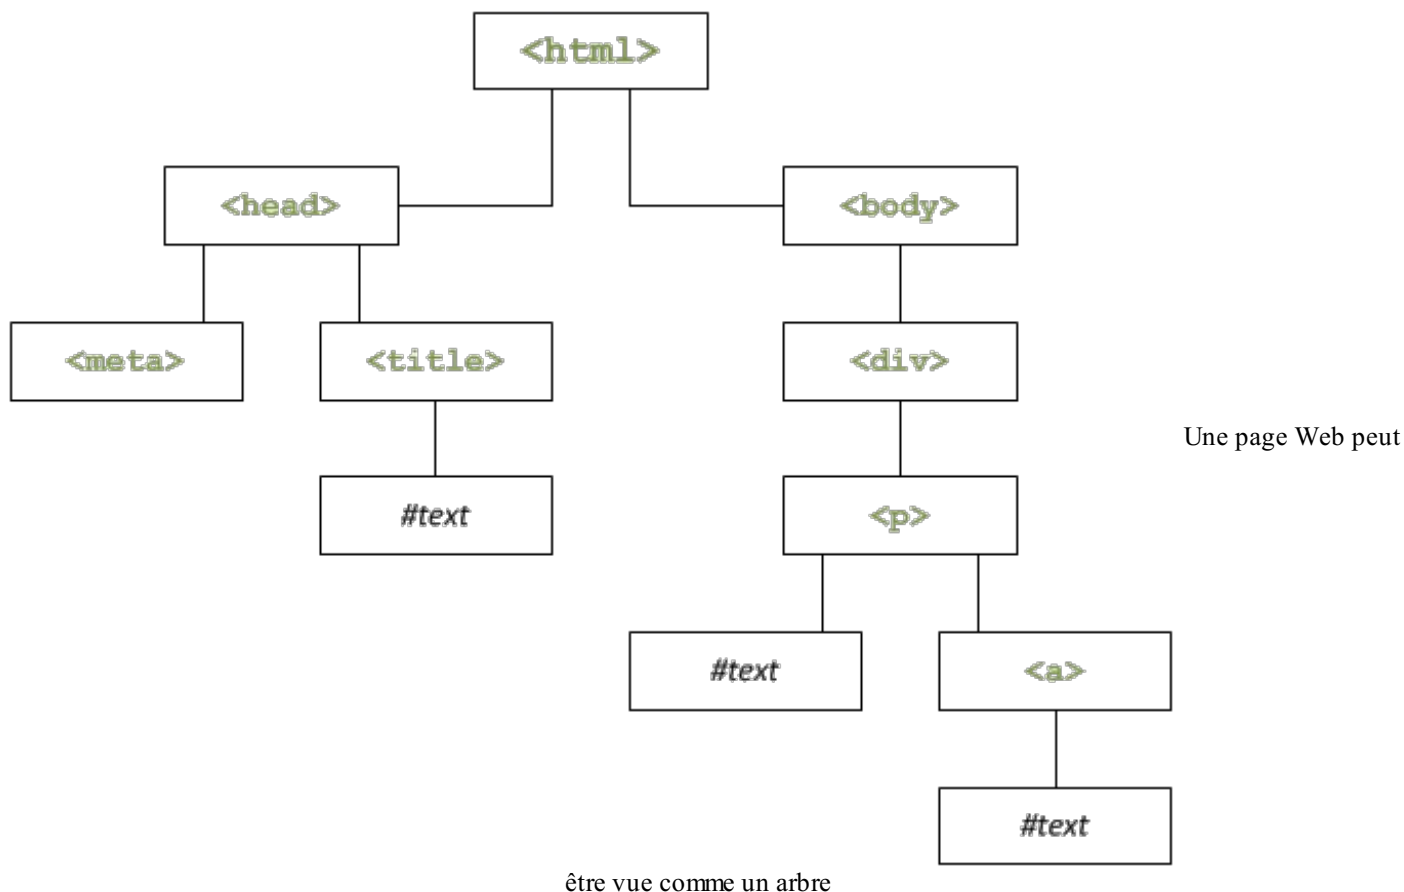 <html>
<head> <body>
<meta> <title> <div>
Une page Web peut
#text <p>
#text <a>
#text
être vue comme un arbre